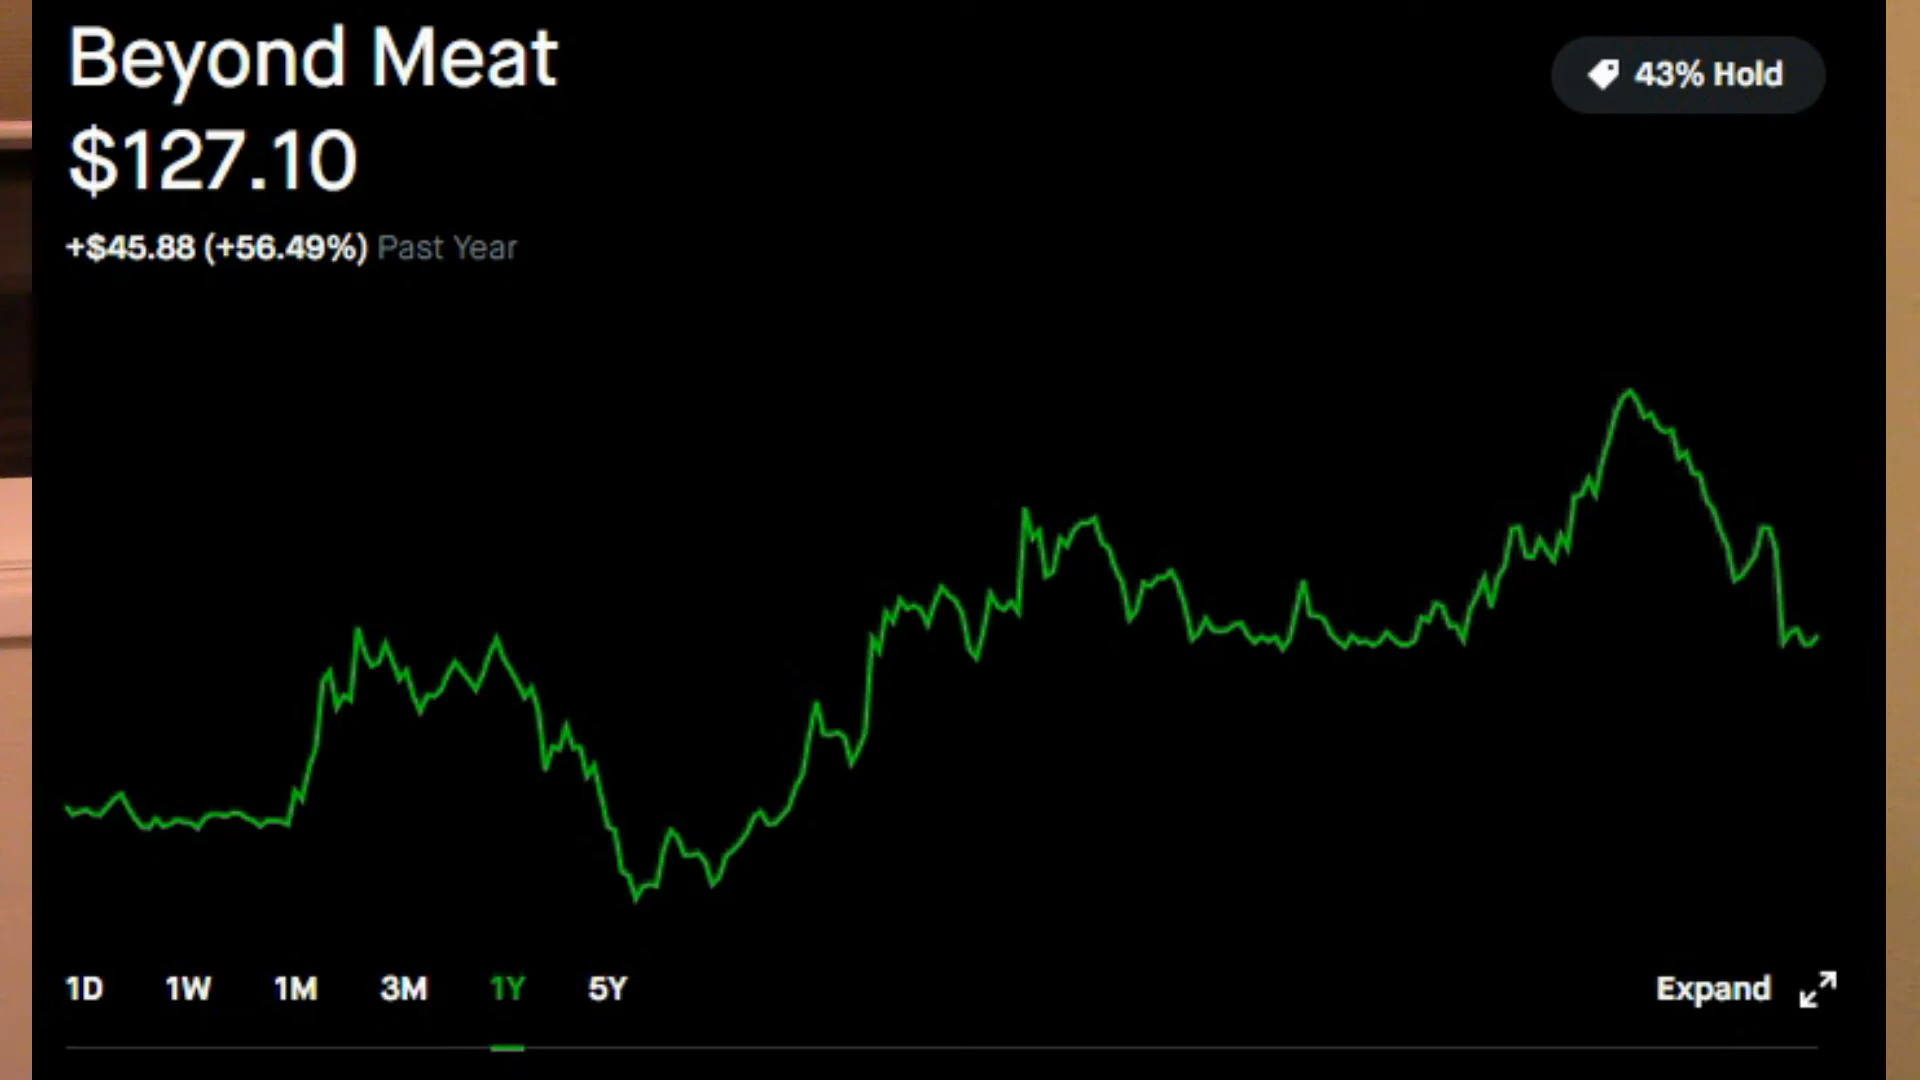 Beyond Meat
43% Hold
$127.10
+$45.88 (+56.49%) Past Year
1D 1W 1M 3M 1Y 5Y Expand